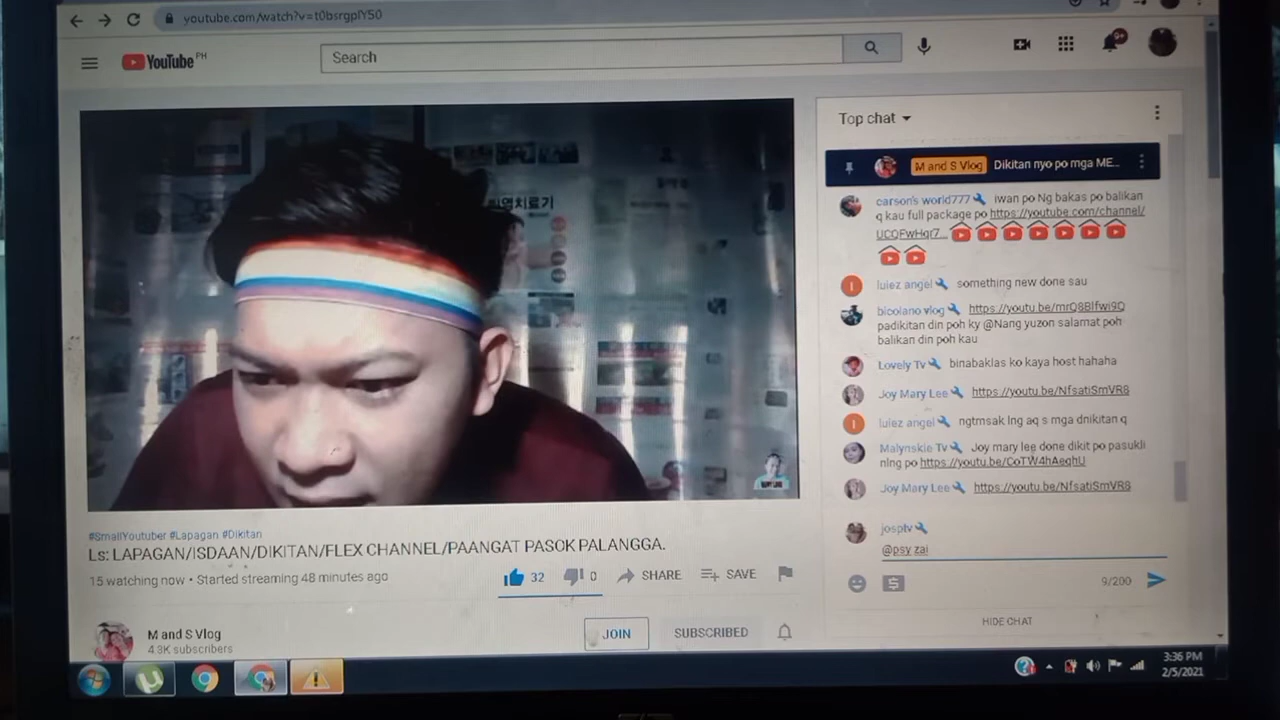 youtube.com/watch?v=t0bsrgplY50
YouTube PH
Search
9+
Top chat
M and S Vlog Dikitan nyo po mga ME...
carson's world777 iwan po Ng bakas po balikan
q kau full package po https://youtube.com/channel/
UCQFwHqr7...
luiez angel something new done sau
bicolano vlog https://youtu.be/mrQ8BIfwi9Q
padikitan din poh ky @Nang yuzon salamat poh
balikan din poh kau
Lovely Tv binabaklas ko kaya host hahaha
Joy Mary Lee https://youtu.be/NfsatiSmVR8
luiez angel ngtmsak lng aq s mga dnikitan q
Malynskie Tv Joy mary lee done dikit po pasukli
ning po https://youtu.be/CoTW4hAeqhU
Joy Mary Lee https://youtu.be/NfsatiSmVR8
josptv
@psy zai
9/200
HIDE CHAT
#SmallYoutuber #Lapagan #Dikitan
Ls: LAPAGAN/ISDAAN/DIKITAN/FLEX CHANNEL/PAANGAT PASOK PALANGGA.
15 watching now • Started streaming 48 minutes ago
32 0 SHARE SAVE
M and S Vlog
4.3K subscribers
JOIN SUBSCRIBED
3:36 PM
2/5/2021